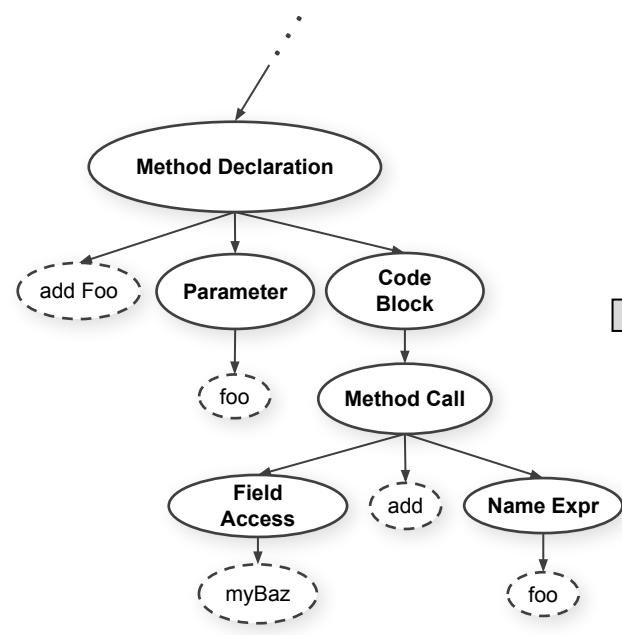 Method Declaration
add Foo
Parameter
Code
Block
foo
Method Call
Field
Access
add
Name Expr
myBaz
foo